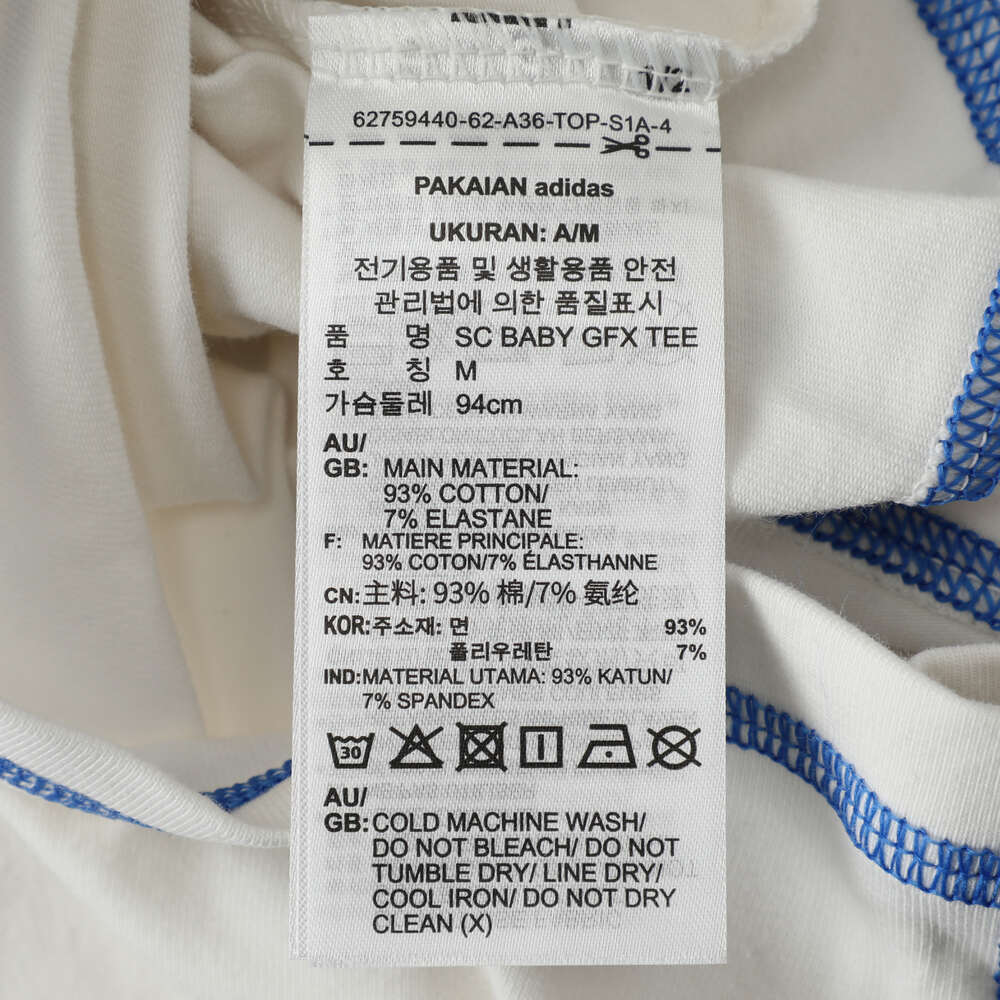 62759440-62-A36-TOP-S1A-4
PAKAIAN adidas
UKURAN: A/M
전기용품 및 생활용품 안전
관리법에 의한 품질표시
품 명 SC BABY GFX TEE
호 칭 M
가슴둘레 94cm
AU/
GB: MAIN MATERIAL:
93% COTTON/
7% ELASTANE
F: MATIERE PRINCIPALE:
93% COTON/7% ÉLASTHANNE
CN: 主料: 93% 棉/7% 氨纶
KOR: 주소재: 면 93%
폴리우레탄 7%
IND: MATERIAL UTAMA: 93% KATUN/
7% SPANDEX
30
AU/
GB: COLD MACHINE WASH/
DO NOT BLEACH/ DO NOT
TUMBLE DRY/ LINE DRY/
COOL IRON/ DO NOT DRY
CLEAN (X)